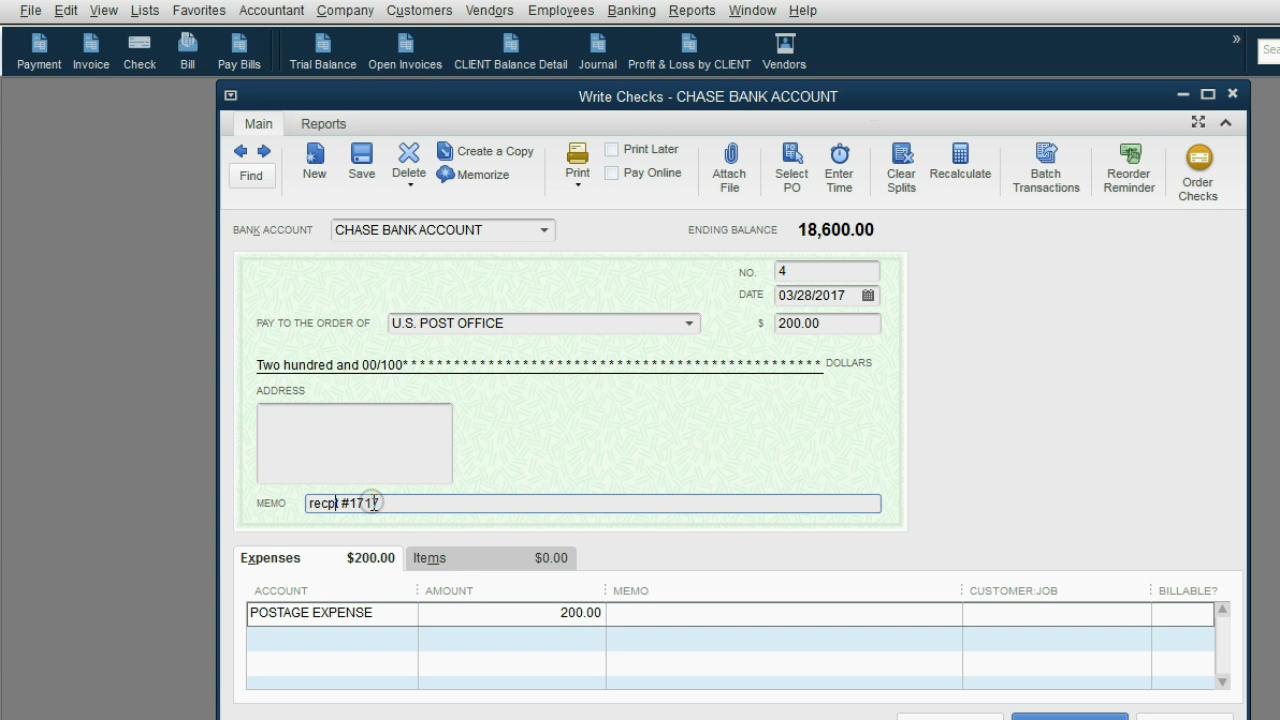 File Edit View Lists Favorites Accountant Company Customers Vendors Employees Banking Reports Window Help
Payment Invoice Check Bill Pay Bills Trial Balance Open Invoices CLIENT Balance Detail Journal Profit & Loss by CLIENT Vendors » Sea
Write Checks - CHASE BANK ACCOUNT
Main Reports
Find New Save Delete Create a Copy Memorize Print Print Later Pay Online Attach File Select PO Enter Time Clear Splits Recalculate Batch Transactions Reorder Reminder Order Checks
BANK ACCOUNT CHASE BANK ACCOUNT ENDING BALANCE 18,600.00
NO. 4
DATE 03/28/2017
PAY TO THE ORDER OF U.S. POST OFFICE $ 200.00
Two hundred and 00/100* * * * * * * * * * * * * * * * * * * * * * * * * * * * * * * * * * * * * * * * * * * * * * * * * * DOLLARS
ADDRESS
MEMO recpt #1717
Expenses $200.00 Items $0.00
ACCOUNT AMOUNT MEMO CUSTOMER:JOB BILLABLE?
POSTAGE EXPENSE 200.00